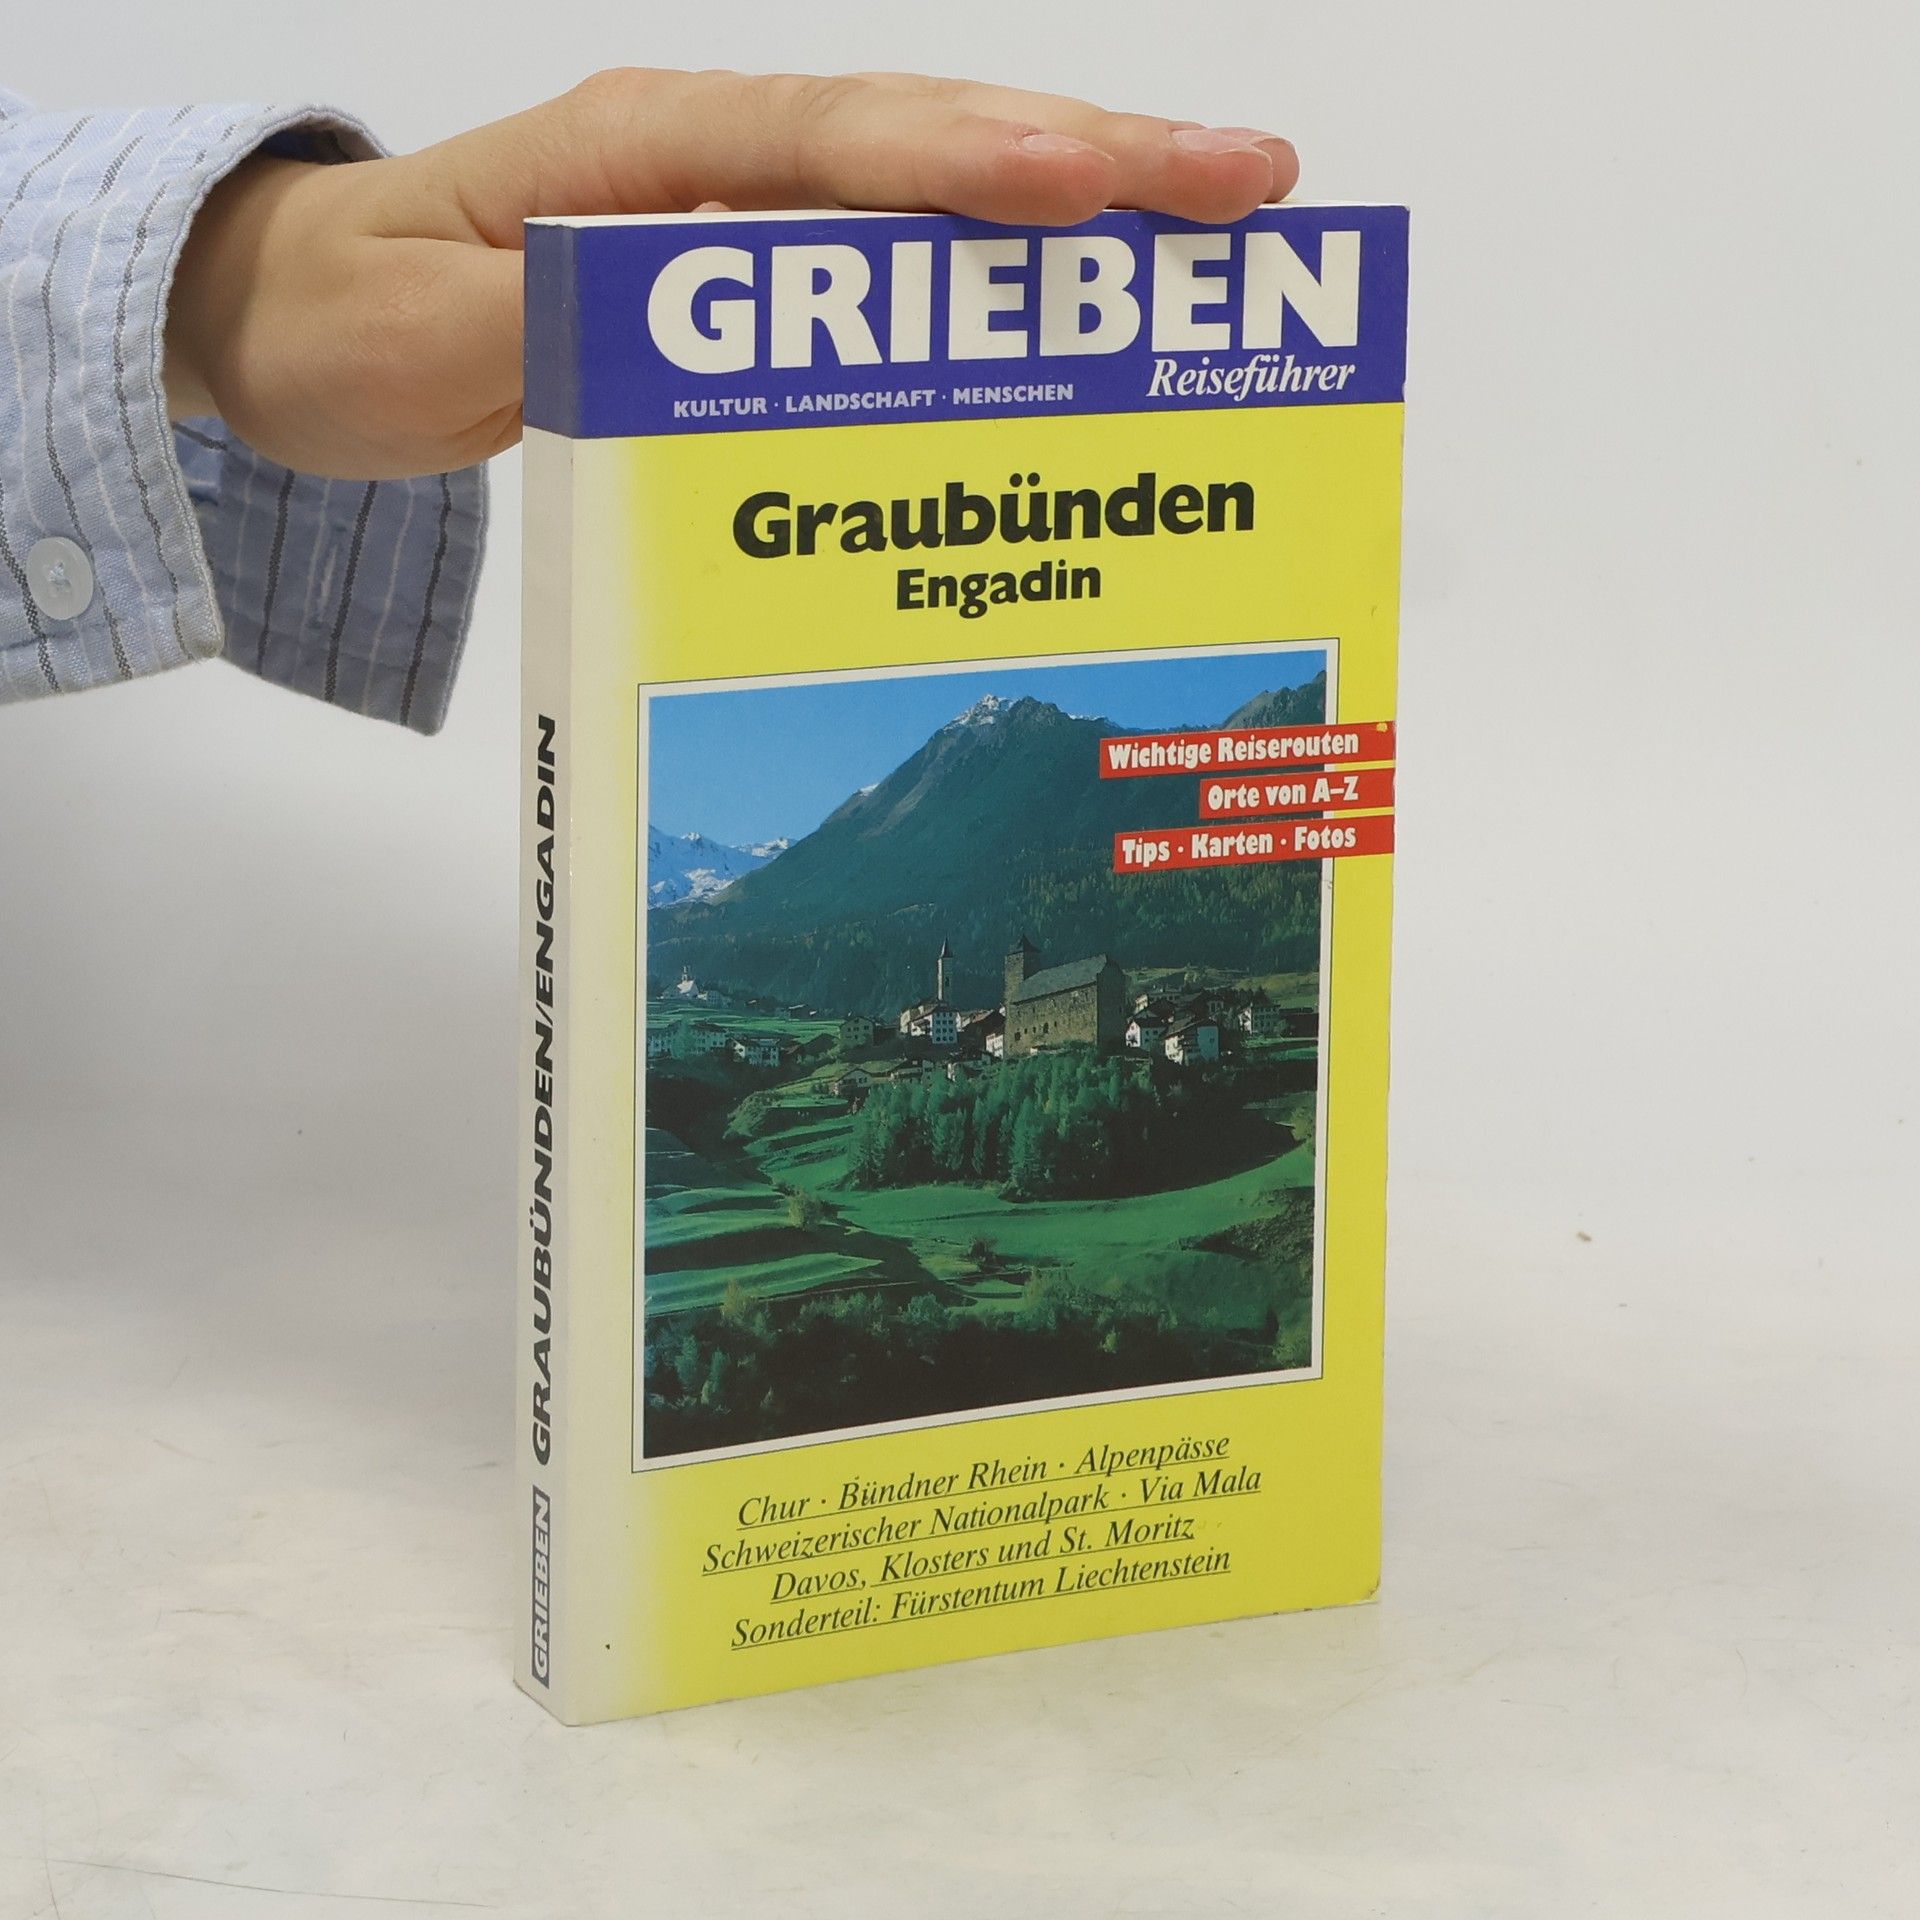 GRIEBEN
Reiseführer
KULTUR · LANDSCHAFT · MENSCHEN
Graubünden
Engadin
Wichtige Reiserouten
Orte von A–Z
Tips · Karten · Fotos
Chur · Bündner Rhein · Alpenpässe
Schweizerischer Nationalpark · Via Mala
Davos, Klosters und St. Moritz
Sonderteil: Fürstentum Liechtenstein
GRIEBEN GRAUBÜNDEN/ENGADIN